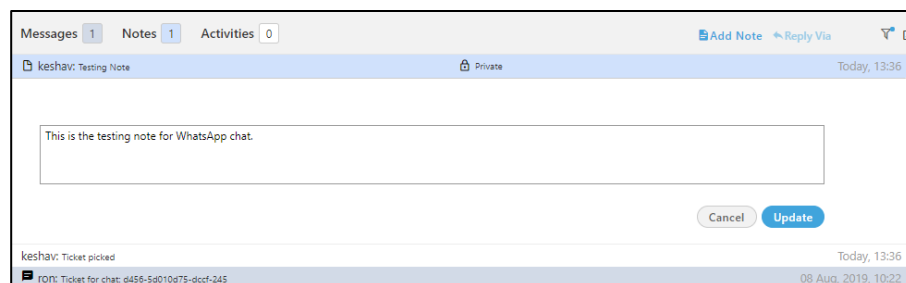 Messages 1 Notes 1 Activities 0 Add Note Reply Via
keshav: Testing Note Private Today, 13:36
This is the testing note for WhatsApp chat.
Cancel Update
keshav: Ticket picked Today, 13:36
ron: Ticket for chat: d456-5d010d75-dccf-245 08 Aug, 2019, 10:22